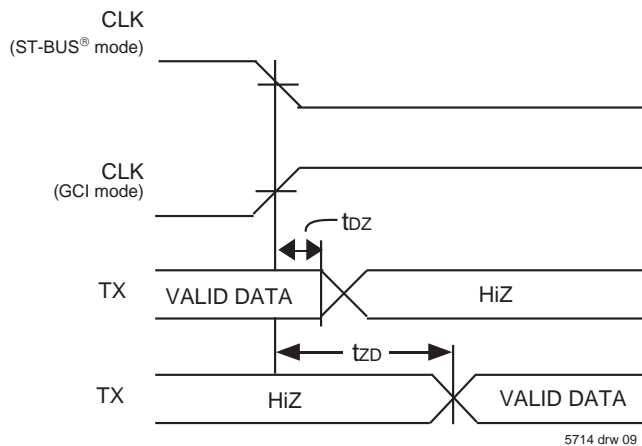 CLK
(ST-BUS® mode)
CLK
(GCI mode)
tDZ
TX
VALID DATA
HiZ
tZD
TX
HiZ
VALID DATA
5714 drw 09